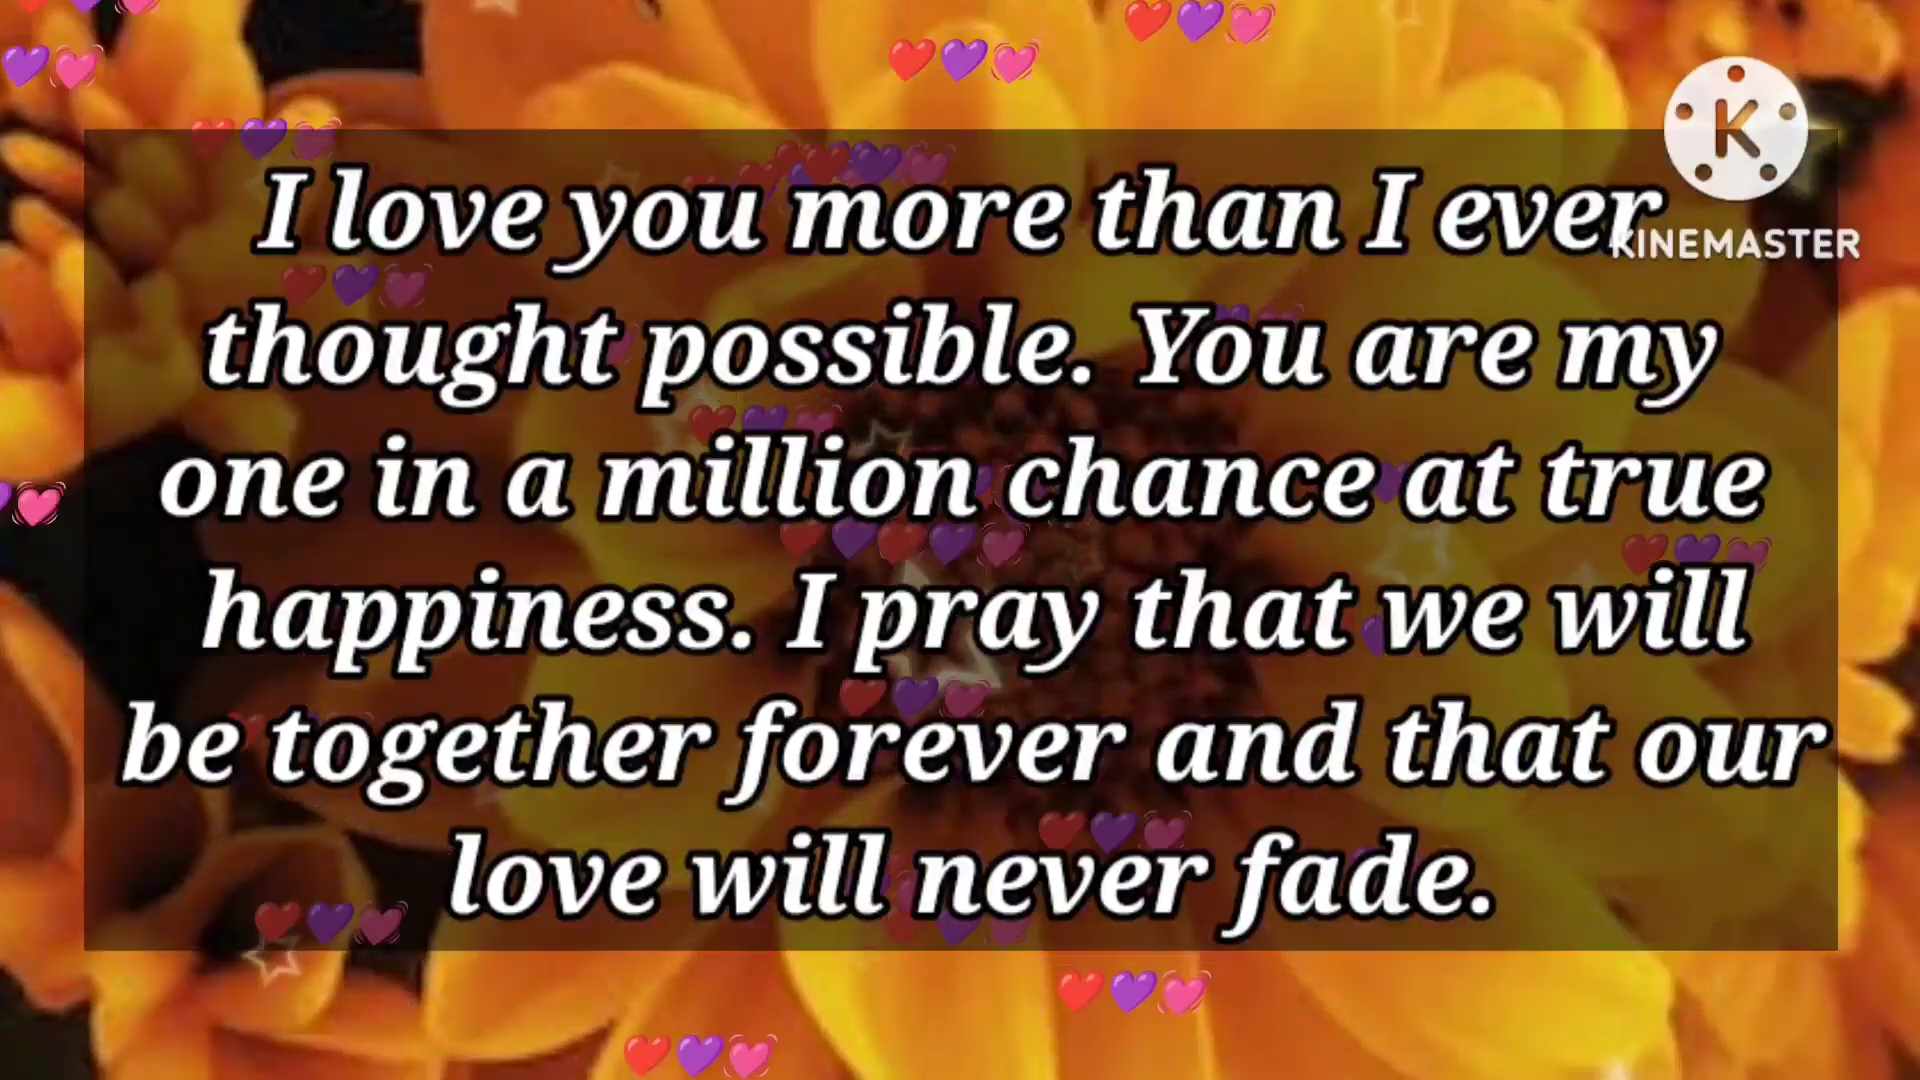 I love you more than I ever
thought possible. You are my
one in a million chance at true
happiness. I pray that we will
be together forever and that our
love will never fade.
K
KINEMASTER